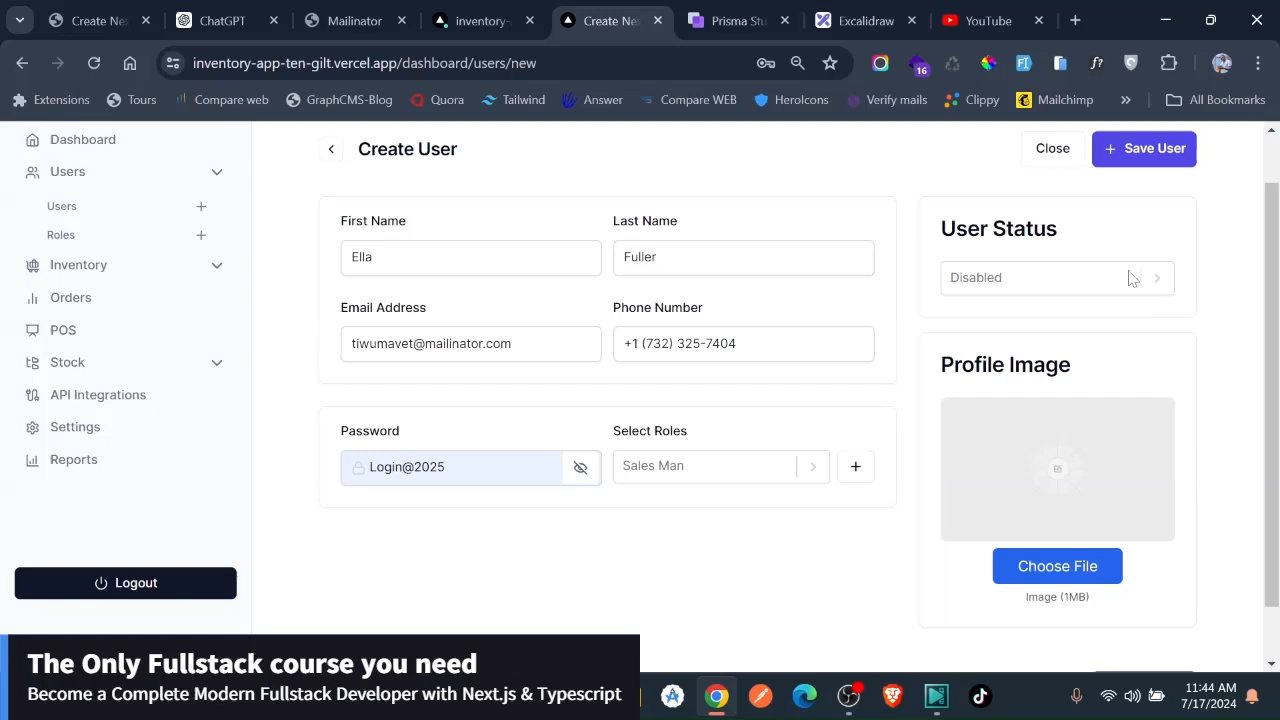 Create Ne
ChatGPT
Mailinator
inventory-
Create Ne
Prisma Stu
Excalidraw
YouTube
inventory-app-ten-gilt.vercel.app/dashboard/users/new
16
Extensions
Tours
Compare web
GraphCMS-Blog
Quora
Tailwind
Answer
Compare WEB
HeroIcons
Verify mails
Clippy
Mailchimp
All Bookmarks
Dashboard
Users
Users
Roles
Inventory
Orders
POS
Stock
API Integrations
Settings
Reports
Logout
Create User
Close
Save User
First Name
Last Name
Ella
Fuller
Email Address
Phone Number
tiwumavet@mailinator.com
+1 (732) 325-7404
Password
Select Roles
Login@2025
Sales Man
User Status
Disabled
Profile Image
Choose File
Image (1MB)
The Only Fullstack course you need
Become a Complete Modern Fullstack Developer with Next.js & Typescript
11:44 AM
7/17/2024